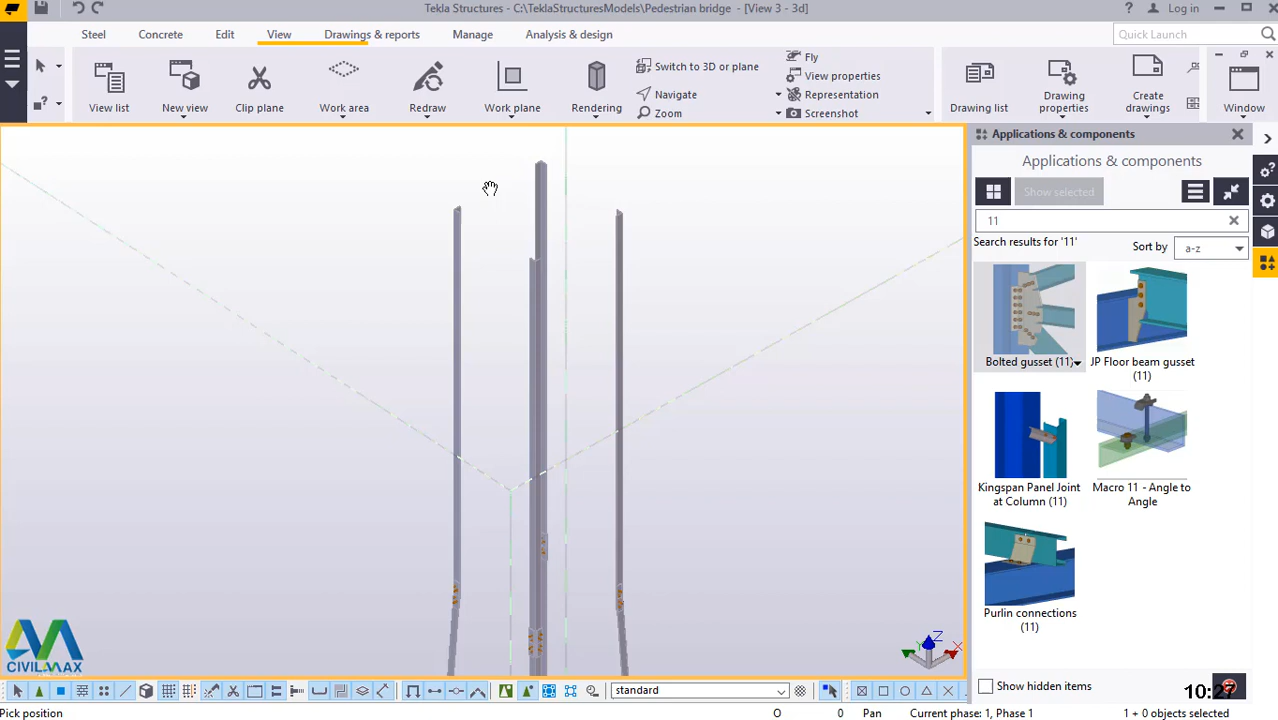 Tekla Structures - C:\TeklaStructuresModels\Pedestrian bridge - [View 3 - 3d]
Log in
Steel
Concrete
Edit
View
Drawings & reports
Manage
Analysis & design
Quick Launch
View list
New view
Clip plane
Work area
Redraw
Work plane
Rendering
Switch to 3D or plane
Navigate
Zoom
Fly
View properties
Representation
Screenshot
Drawing list
Drawing
properties
Create
drawings
Window
Applications & components
Applications & components
Show selected
11
Search results for '11'
Sort by
a-z
Bolted gusset (11)
JP Floor beam gusset
(11)
Kingspan Panel Joint
at Column (11)
Macro 11 - Angle to
Angle
Purlin connections
(11)
Show hidden items
10:27
Z
Y
X
CIVILMAX
standard
Pick position
O
0
Pan
Current phase: 1, Phase 1
1 + 0 objects selected